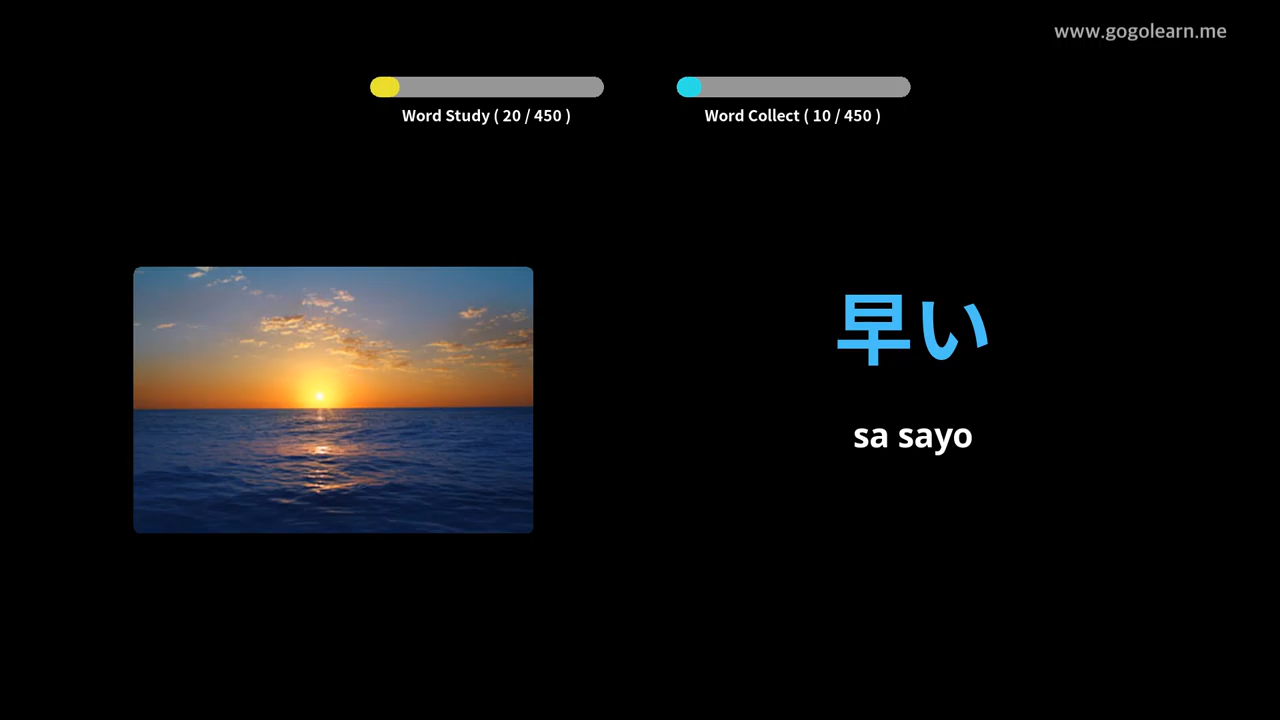 www.gogolearn.me
Word Study ( 20 / 450 )
Word Collect ( 10 / 450 )
早い
sa sayo